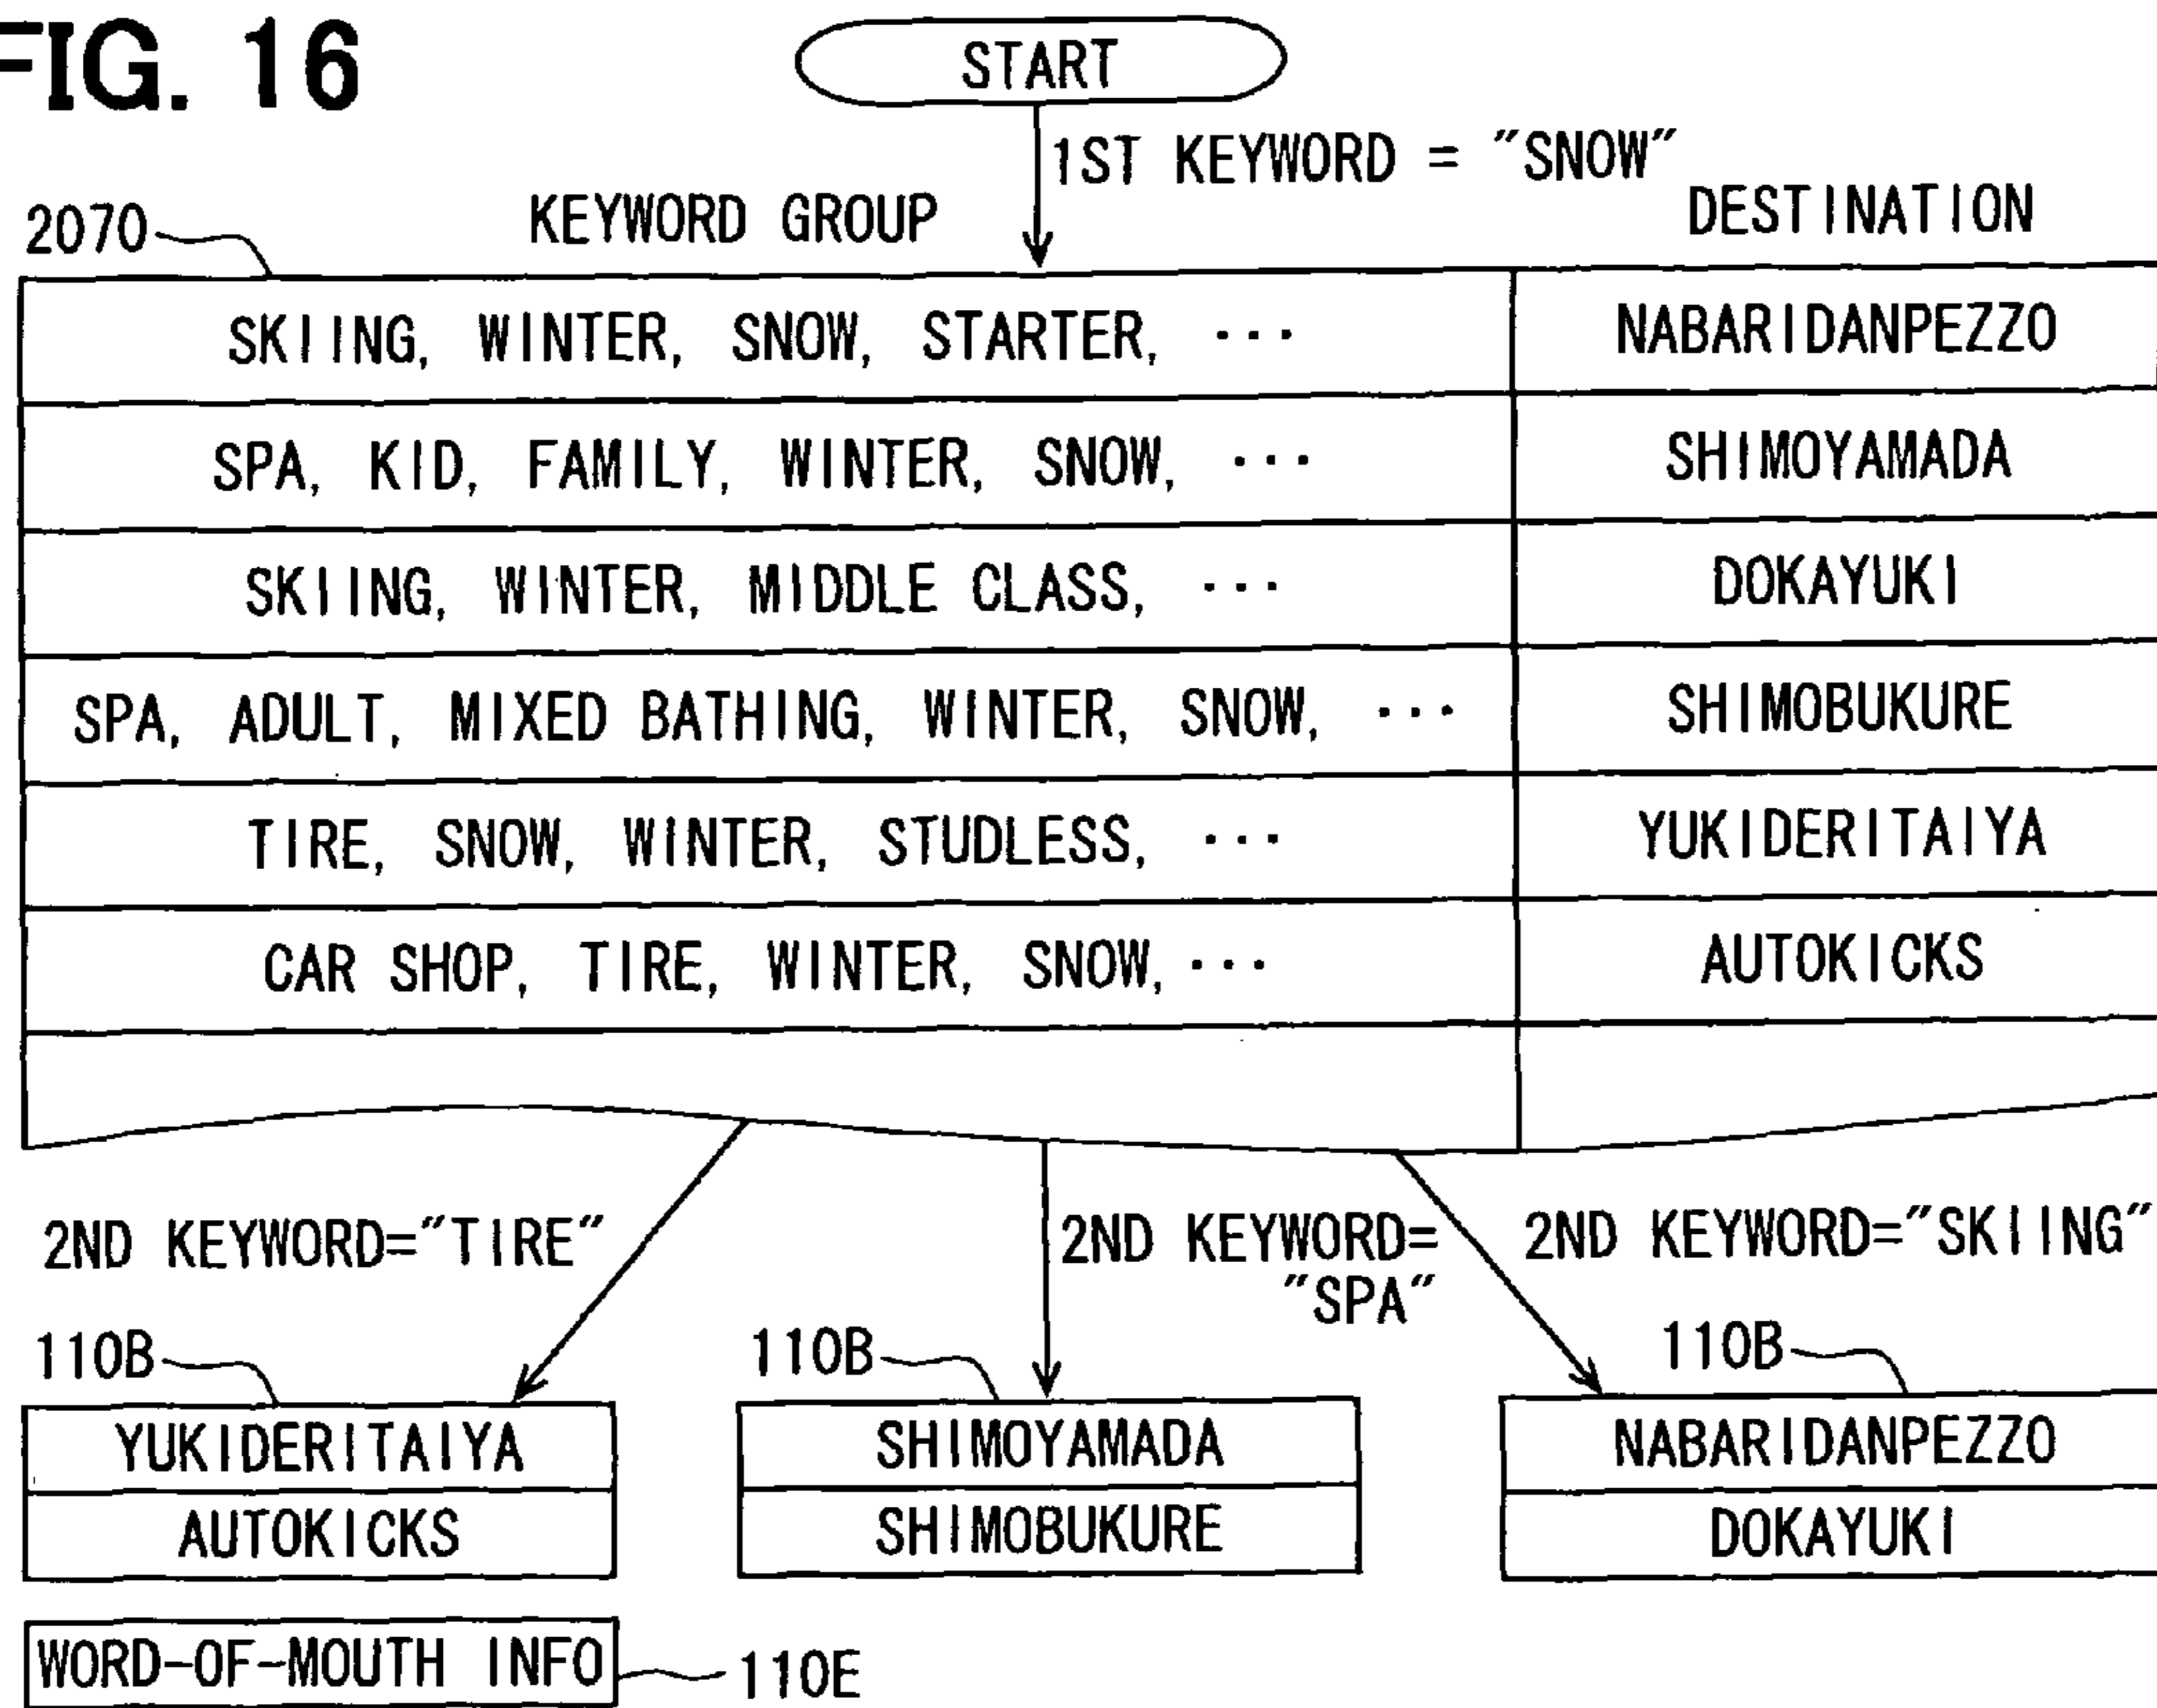 FIG. 16
START
1ST KEYWORD = "SNOW"
2070
KEYWORD GROUP
DESTINATION
SKIING, WINTER, SNOW, STARTER, ···
NABARIDANPEZZO
SPA, KID, FAMILY, WINTER, SNOW, ···
SHIMOYAMADA
SKIING, WINTER, MIDDLE CLASS, ···
DOKAYUKI
SPA, ADULT, MIXED BATHING, WINTER, SNOW, ···
SHIMOBUKURE
TIRE, SNOW, WINTER, STUDLESS, ···
YUKIDERITAIYA
CAR SHOP, TIRE, WINTER, SNOW, ···
AUTOKICKS
2ND KEYWORD="TIRE"
2ND KEYWORD=
"SPA"
2ND KEYWORD="SKIING"
110B
110B
110B
YUKIDERITAIYA
AUTOKICKS
SHIMOYAMADA
SHIMOBUKURE
NABARIDANPEZZO
DOKAYUKI
WORD-OF-MOUTH INFO
110E